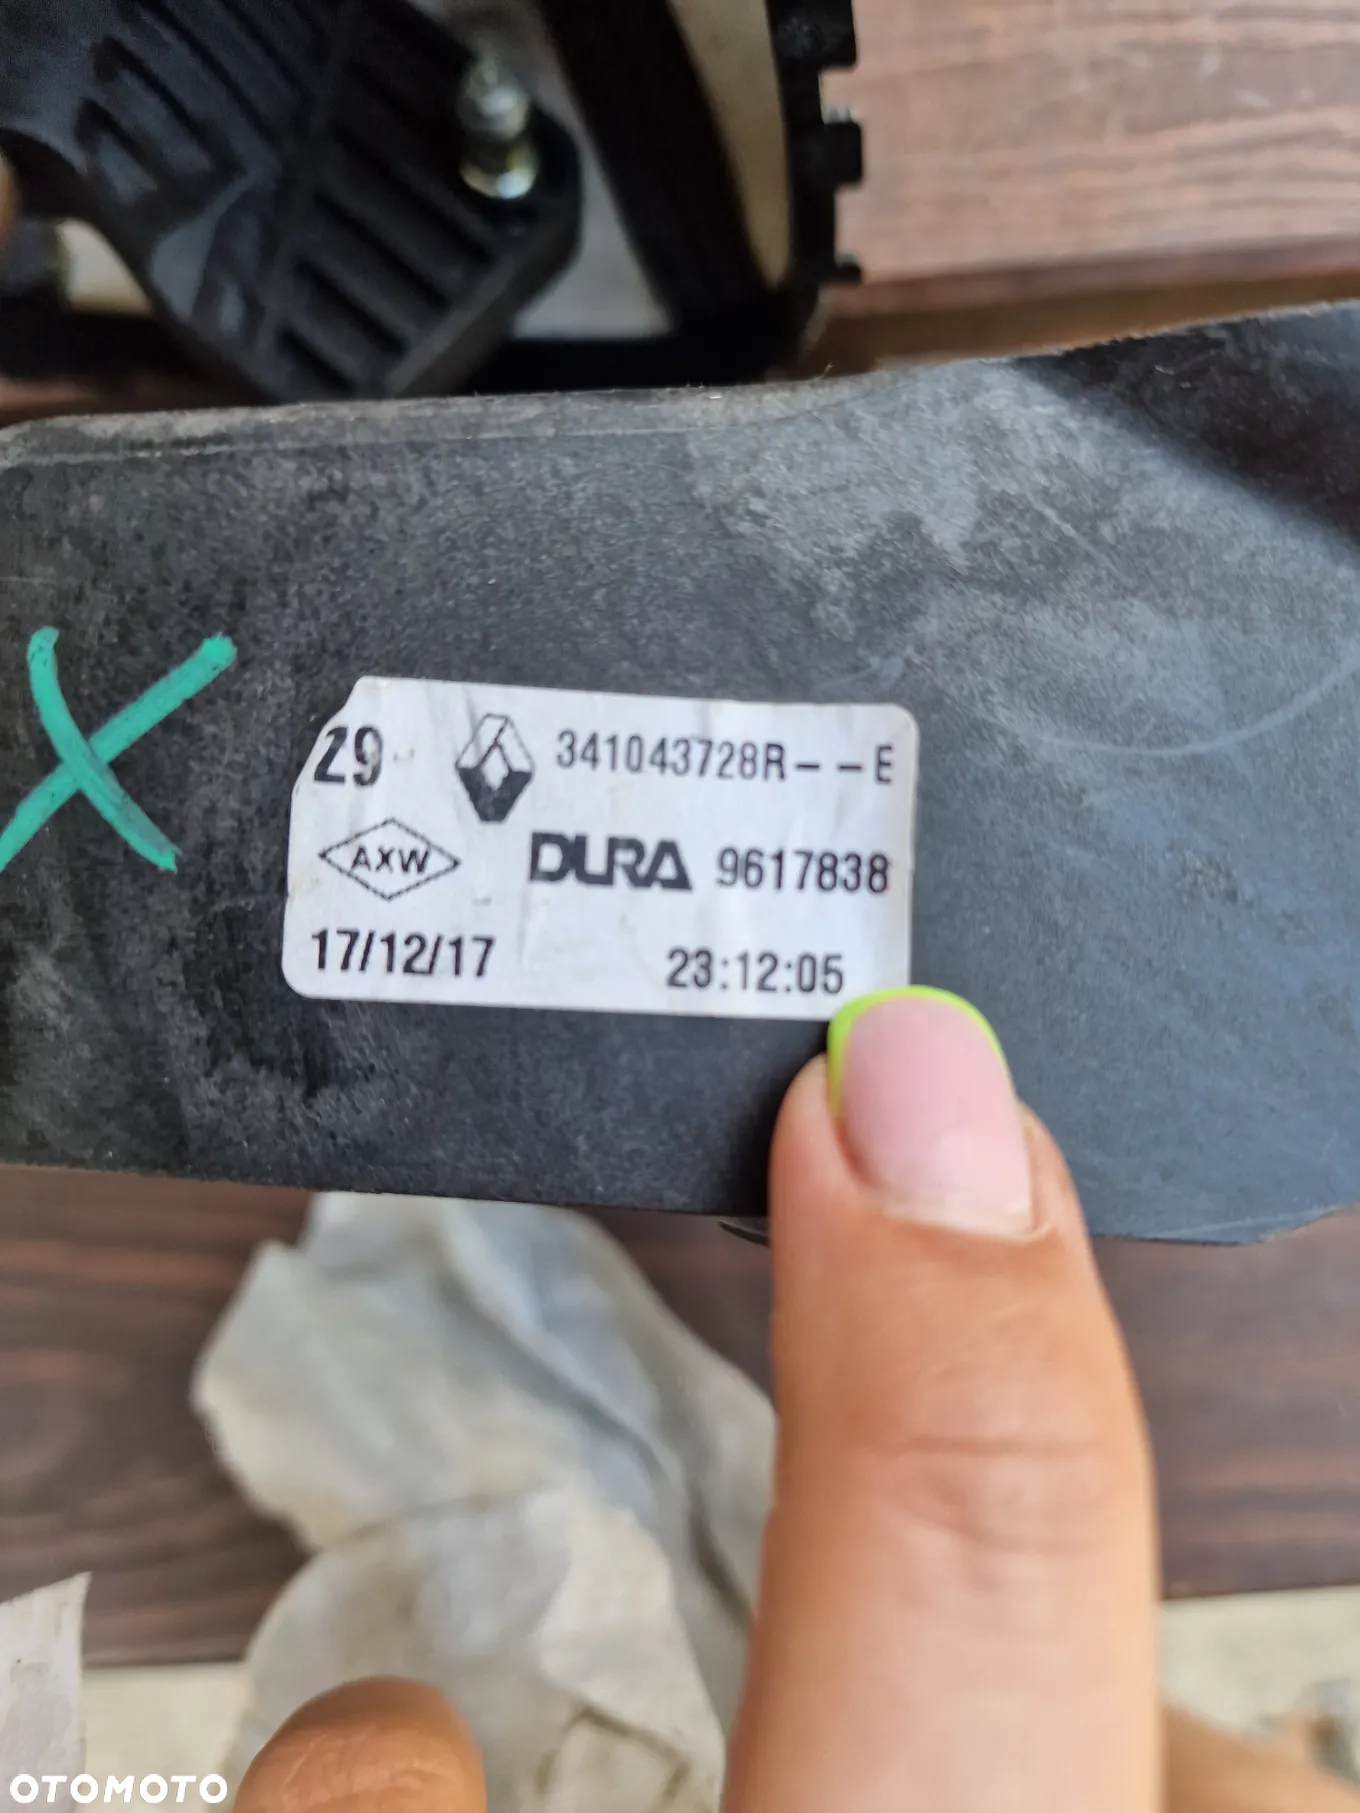 Z9 341043728R--E
AXW DURA 9617838
17/12/17 23:12:05
OTOMOTO